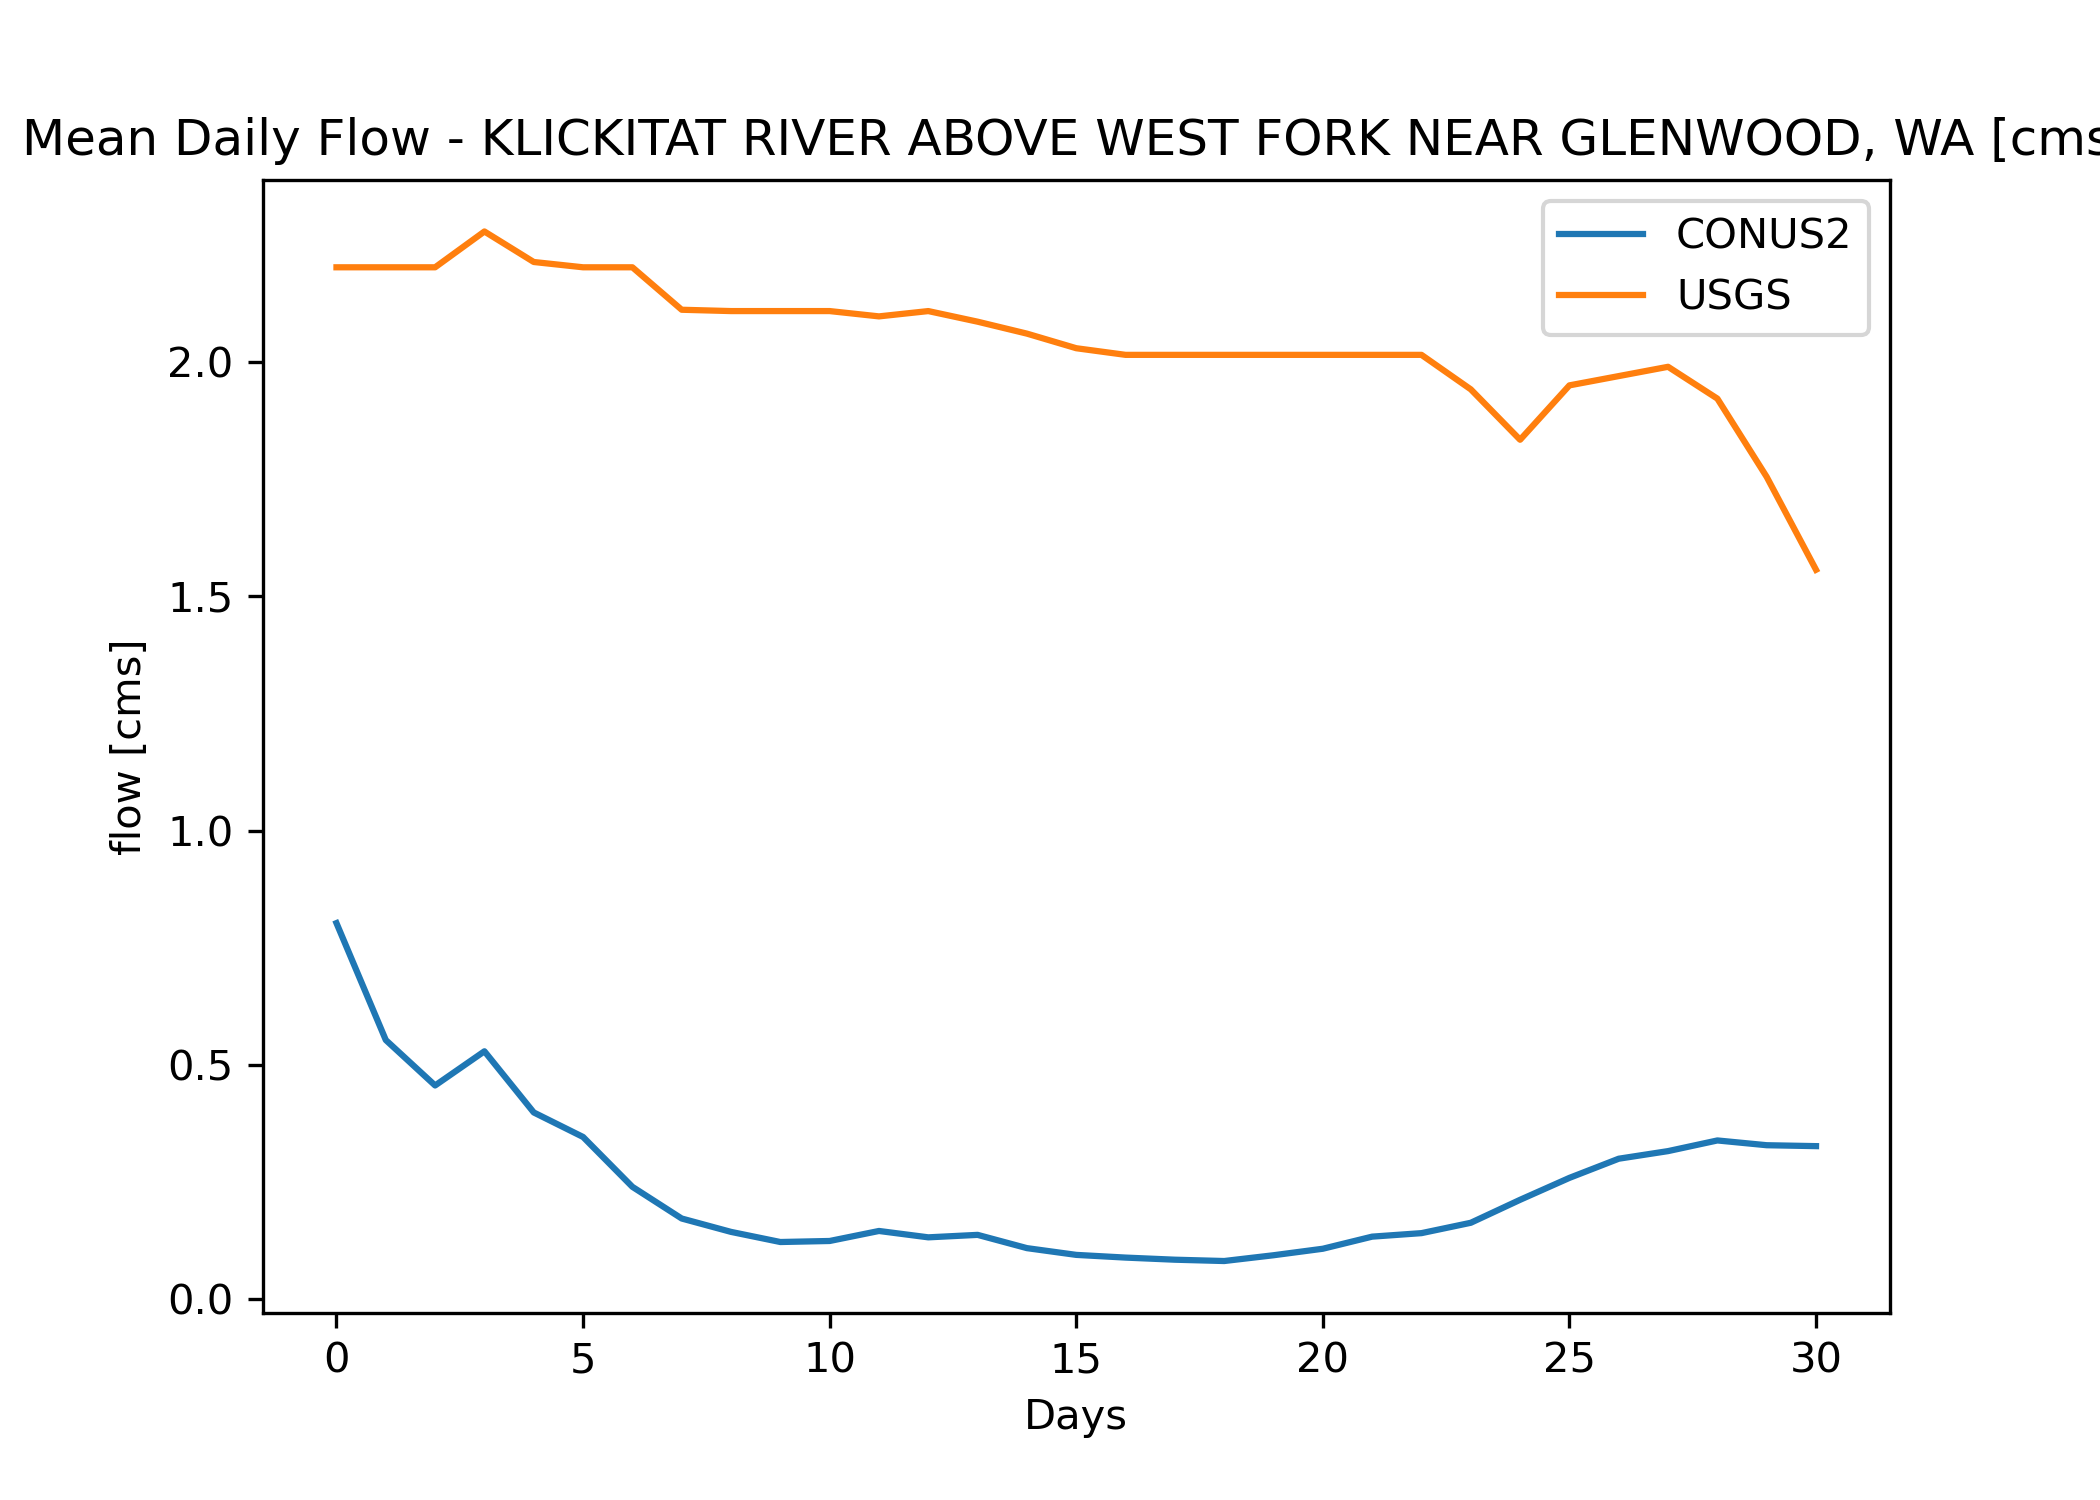 Mean Daily Flow - KLICKITAT RIVER ABOVE WEST FORK NEAR GLENWOOD, WA [cms
CONUS2
USGS
2.0
1.5
1.0
0.5
0.0
flow [cms]
0 5 10 15 20 25 30
Days